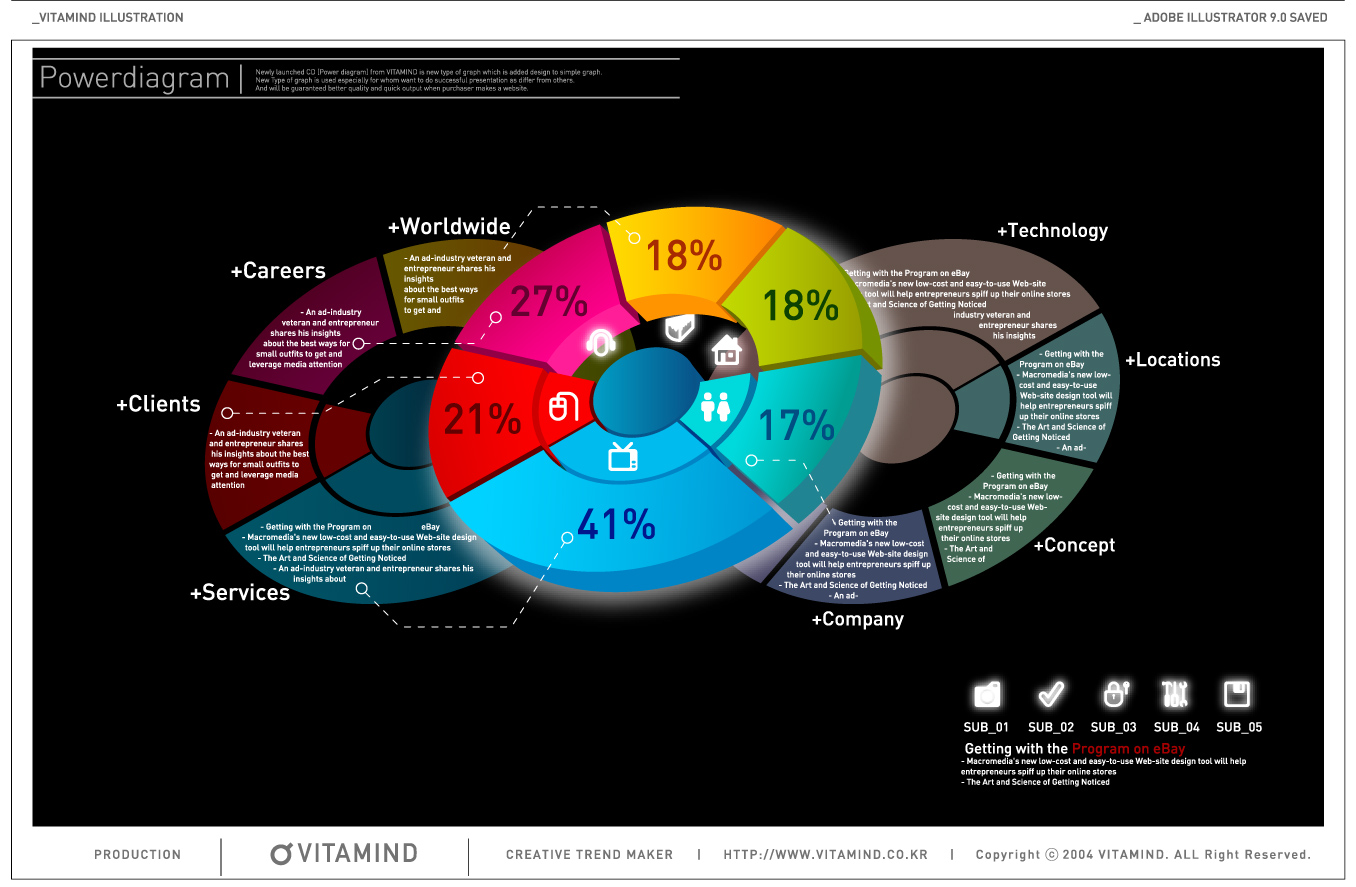 _VITAMIND ILLUSTRATION
_ ADOBE ILLUSTRATOR 9.0 SAVED
Powerdiagram
Newly launched CD (Power diagram) from VITAMIND is new type of graph which is added design to simple graph.
New Type of graph is used especially for whom want to do successful presentation as differ from others.
And will be guaranteed better quality and quick output when purchaser makes a website.
+Worldwide
- An ad-industry veteran and
entrepreneur shares his
insights
about the best ways
for small outfits
to get and
+Careers
- An ad-industry
veteran and entrepreneur
shares his insights
about the best ways for
small outfits to get and
leverage media attention
+Clients
- An ad-industry veteran
and entrepreneur shares
his insights about the best
ways for small outfits to
get and leverage media
attention
+Services
- Getting with the Program on eBay
- Macromedia's new low-cost and easy-to-use Web-site design
tool will help entrepreneurs spiff up their online stores
- The Art and Science of Getting Noticed
- An ad-industry veteran and entrepreneur shares his
insights about
27%
18%
18%
21%
17%
41%
+Technology
Getting with the Program on eBay
cromedia's new low-cost and easy-to-use Web-site
tool will help entrepreneurs spiff up their online stores
rt and Science of Getting Noticed
industry veteran and
entrepreneur shares
his insights
+Locations
- Getting with the
Program on eBay
- Macromedia's new low-
cost and easy-to-use
Web-site design tool will
help entrepreneurs spiff
up their online stores
- The Art and Science of
Getting Noticed
- An ad-
+Concept
- Getting with the
Program on eBay
- Macromedia's new low-
cost and easy-to-use Web-
site design tool will help
entrepreneurs spiff up
their online stores
- The Art and
Science of
+Company
- Getting with the
Program on eBay
- Macromedia's new low-cost
and easy-to-use Web-site design
tool will help entrepreneurs spiff up
their online stores
- The Art and Science of Getting Noticed
- An ad-
SUB_01 SUB_02 SUB_03 SUB_04 SUB_05
Getting with the Program on eBay
- Macromedia's new low-cost and easy-to-use Web-site design tool will help
entrepreneurs spiff up their online stores
- The Art and Science of Getting Noticed
PRODUCTION
VITAMIND
CREATIVE TREND MAKER | HTTP://WWW.VITAMIND.CO.KR | Copyright ⓒ 2004 VITAMIND. ALL Right Reserved.